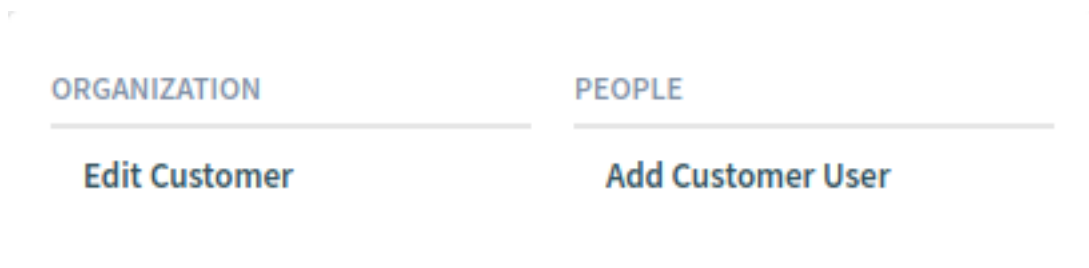 ORGANIZATION
Edit Customer
PEOPLE
Add Customer User